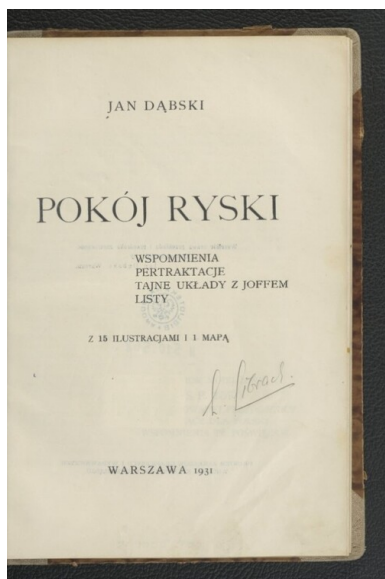 JAN DĄBSKI
POKÓJ RYSKI
WSPOMNIENIA
PERTRAKTACJE
TAJNE UKŁADY Z JOFFEM
LISTY
Z 15 ILUSTRACJAMI I 1 MAPĄ
WARSZAWA 1931